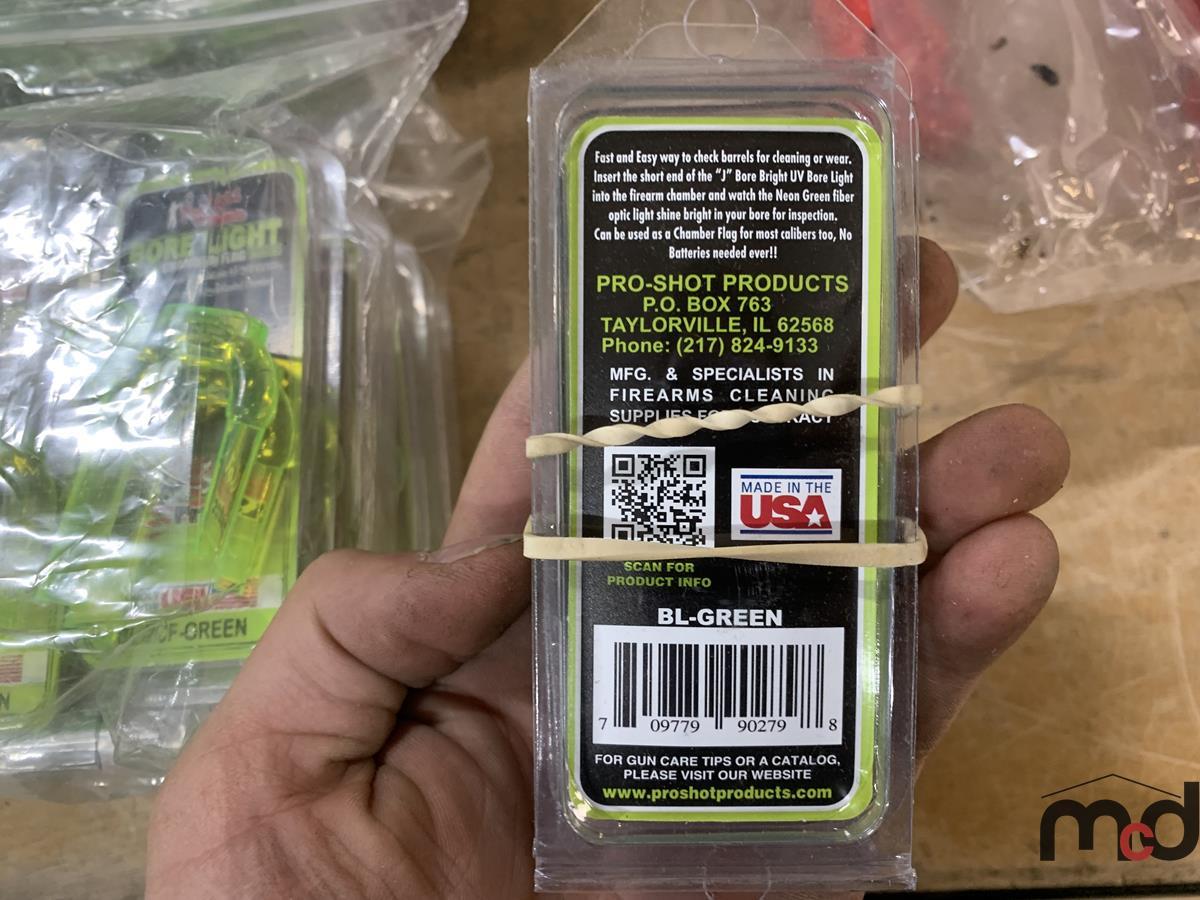 Fast and Easy way to check barrels for cleaning or wear.
Insert the short end of the "J" Bore Bright UV Bore Light
into the firearm chamber and watch the Neon Green fiber
optic light shine bright in your bore for inspection.
Can be used as a Chamber Flag for most calibers too, No
Batteries needed ever!!
PRO-SHOT PRODUCTS
P.O. BOX 763
TAYLORVILLE, IL 62568
Phone: (217) 824-9133
MFG. & SPECIALISTS IN
FIREARMS CLEANING
SUPPLIES
MADE IN THE
USA
SCAN FOR
PRODUCT INFO
BL-GREEN
7 09779 90279 8
FOR GUN CARE TIPS OR A CATALOG,
PLEASE VISIT OUR WEBSITE
www.proshotproducts.com
BORE LIGHT
CF-GREEN
mcd